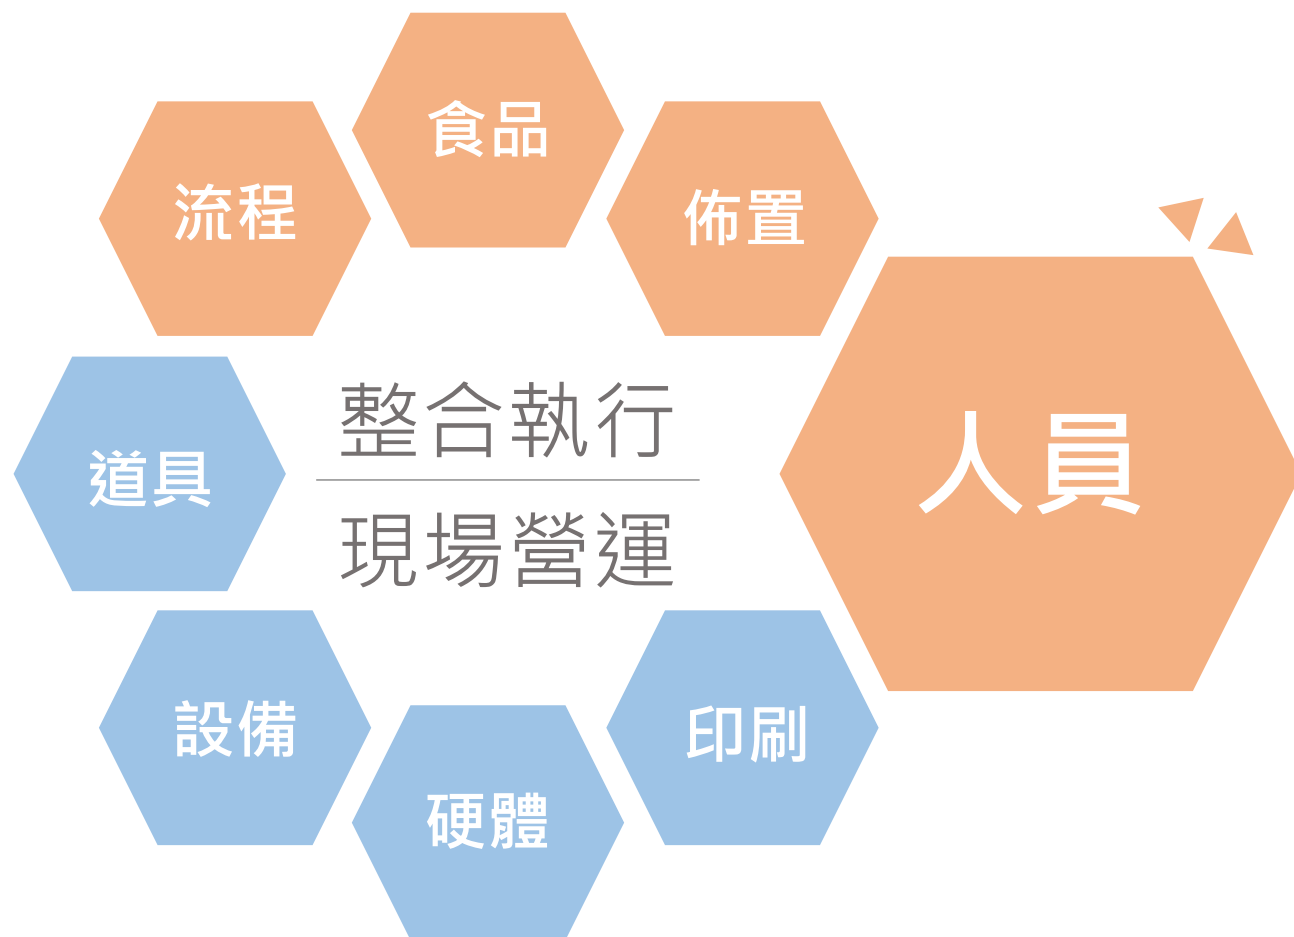 食品
流程
佈置
道具
整合執行
現場營運
人員
設備
印刷
硬體